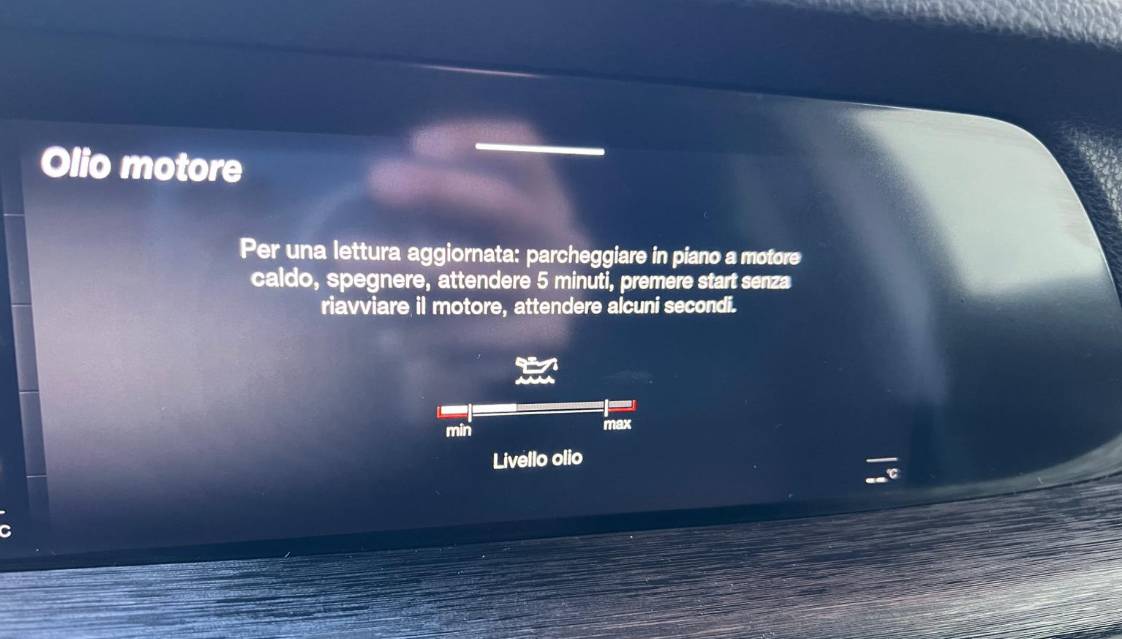 Olio motore
Per una lettura aggiornata: parcheggiare in piano a motore
caldo, spegnere, attendere 5 minuti, premere start senza
riavviare il motore, attendere alcuni secondi.
min max
Livello olio
--°C
C